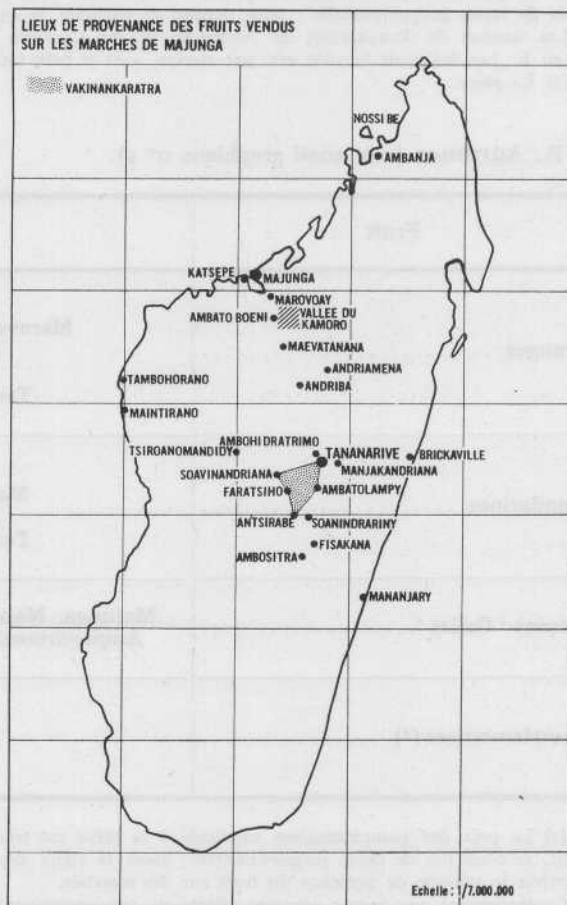 LIEUX DE PROVENANCE DES FRUITS VENDUS
SUR LES MARCHES DE MAJUNGA
VAKINANKARATRA
NOSSI BE
AMBANJA
KATSEPE
MAJUNGA
MAROVOAY
AMBATO BOENI
VALLEE DU
KAMORO
MAEVATANANA
ANDRIAMENA
ANDRIBA
TAMBOHORANO
MAINTIRANO
AMBOHIDRATRIMO
TSIROANOMANDIDY
TANANARIVE
BRICKAVILLE
MANJAKANDRIANA
SOAVINANDRIANA
FARATSIHO
AMBATOLAMPY
ANTSIRABE
SOANINDRARINY
FISAKANA
AMBOSITRA
MANANJARY
Echelle : 1/7.000.000